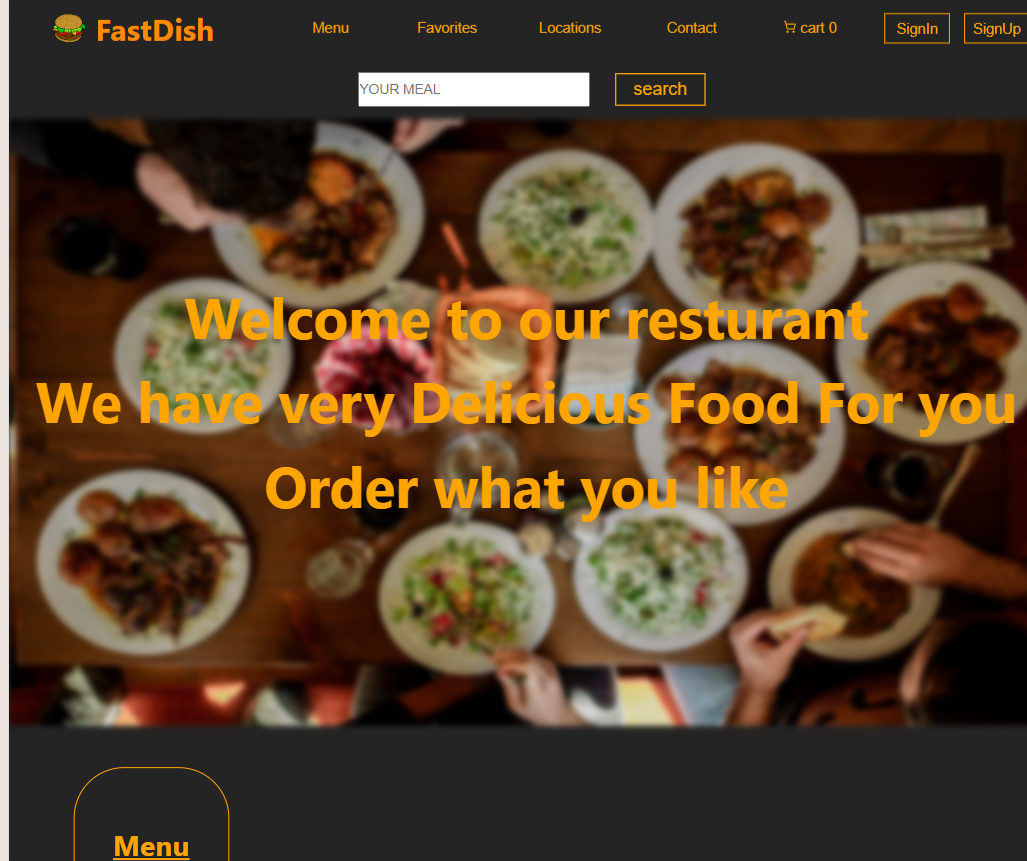 FastDish
Menu
Favorites
Locations
Contact
cart 0
SignIn
SignUp
YOUR MEAL
search
Welcome to our resturant
We have very Delicious Food For you
Order what you like
Menu